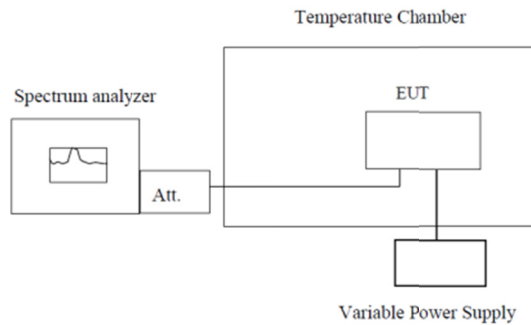 Temperature Chamber
Spectrum analyzer
EUT
Att.
Variable Power Supply